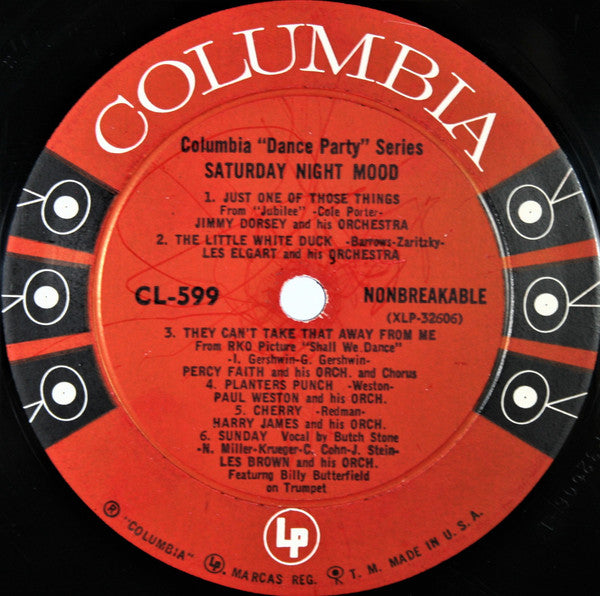 COLUMBIA
Columbia "Dance Party" Series
SATURDAY NIGHT MOOD
1. JUST ONE OF THOSE THINGS
From "Jubilee" -Cole Porter-
JIMMY DORSEY and his ORCHESTRA
2. THE LITTLE WHITE DUCK -Barrows-Zaritzky-
LES ELGART and his ORCHESTRA
CL-599
NONBREAKABLE
(XLP-32606)
3. THEY CAN'T TAKE THAT AWAY FROM ME
From RKO Picture "Shall We Dance"
-I. Gershwin-G. Gershwin-
PERCY FAITH and his ORCH. and Chorus
4. PLANTERS PUNCH -Weston-
PAUL WESTON and his ORCH.
5. CHERRY -Redman-
HARRY JAMES and his ORCH.
6. SUNDAY Vocal by Butch Stone
-N. Miller-Krueger-C. Cohn-J. Stein-
LES BROWN and his ORCH.
Featurng Billy Butterfield
on Trumpet
Lp
® "COLUMBIA" Lp. MARCAS REG. T. M. MADE IN U.S.A.